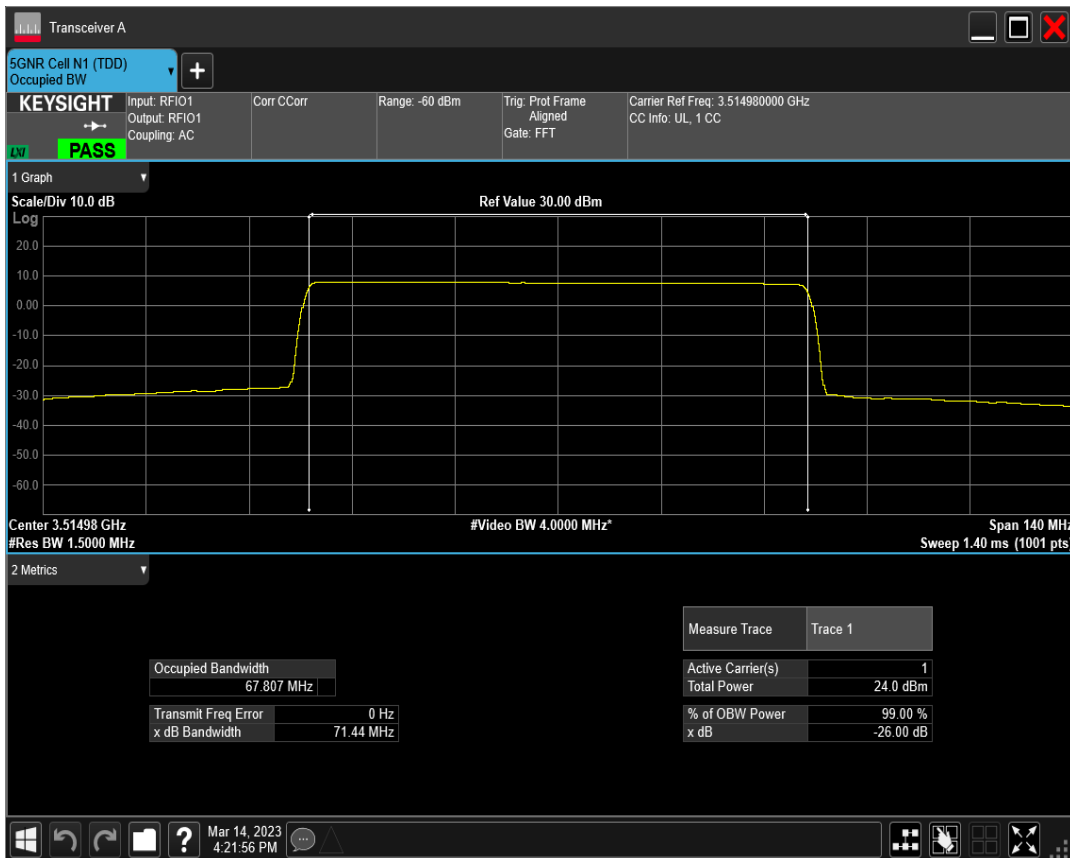 Transceiver A
5GNR Cell N1 (TDD)
Occupied BW
+
KEYSIGHT
LXI
PASS
Input: RFIO1
Output: RFIO1
Coupling: AC
Corr CCorr
Range: -60 dBm
Trig: Prot Frame
Aligned
Gate: FFT
Carrier Ref Freq: 3.514980000 GHz
CC Info: UL, 1 CC
1 Graph
Scale/Div 10.0 dB
Ref Value 30.00 dBm
Log
20.0
10.0
0.00
-10.0
-20.0
-30.0
-40.0
-50.0
-60.0
Center 3.51498 GHz
#Video BW 4.0000 MHz*
Span 140 MHz
#Res BW 1.5000 MHz
Sweep 1.40 ms (1001 pts)
2 Metrics
Measure Trace Trace 1
Occupied Bandwidth
67.807 MHz
Active Carrier(s) 1
Total Power 24.0 dBm
Transmit Freq Error 0 Hz
x dB Bandwidth 71.44 MHz
% of OBW Power 99.00 %
x dB -26.00 dB
?
Mar 14, 2023
4:21:56 PM